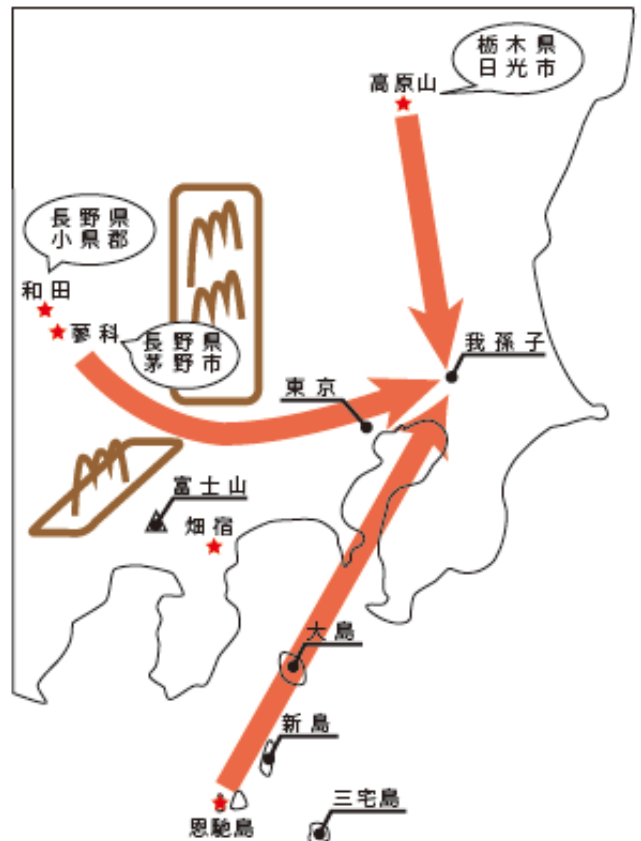 栃木県
日光市
高原山
長野県
小県郡
和田
蓼科
長野県
茅野市
我孫子
東京
富士山
畑宿
大島
新島
三宅島
恩馳島